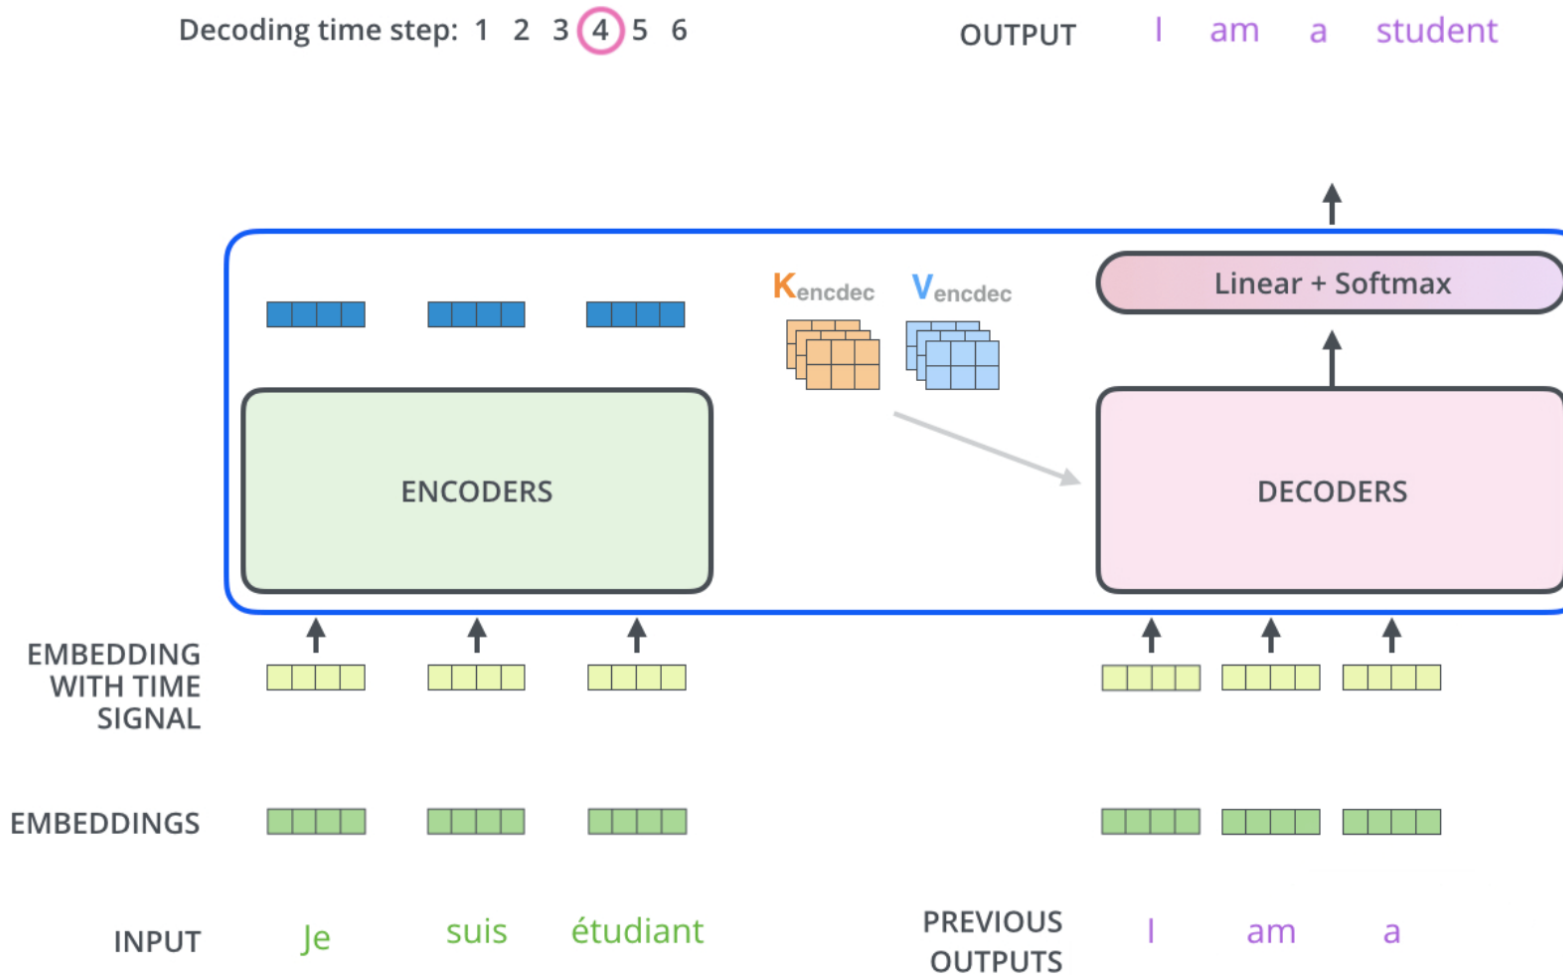 Decoding time step: 1 2 3 4 5 6
OUTPUT I am a student
Kencdec Vencdec
Linear + Softmax
ENCODERS
DECODERS
EMBEDDING
WITH TIME
SIGNAL
EMBEDDINGS
INPUT Je suis étudiant
PREVIOUS
OUTPUTS
I am a